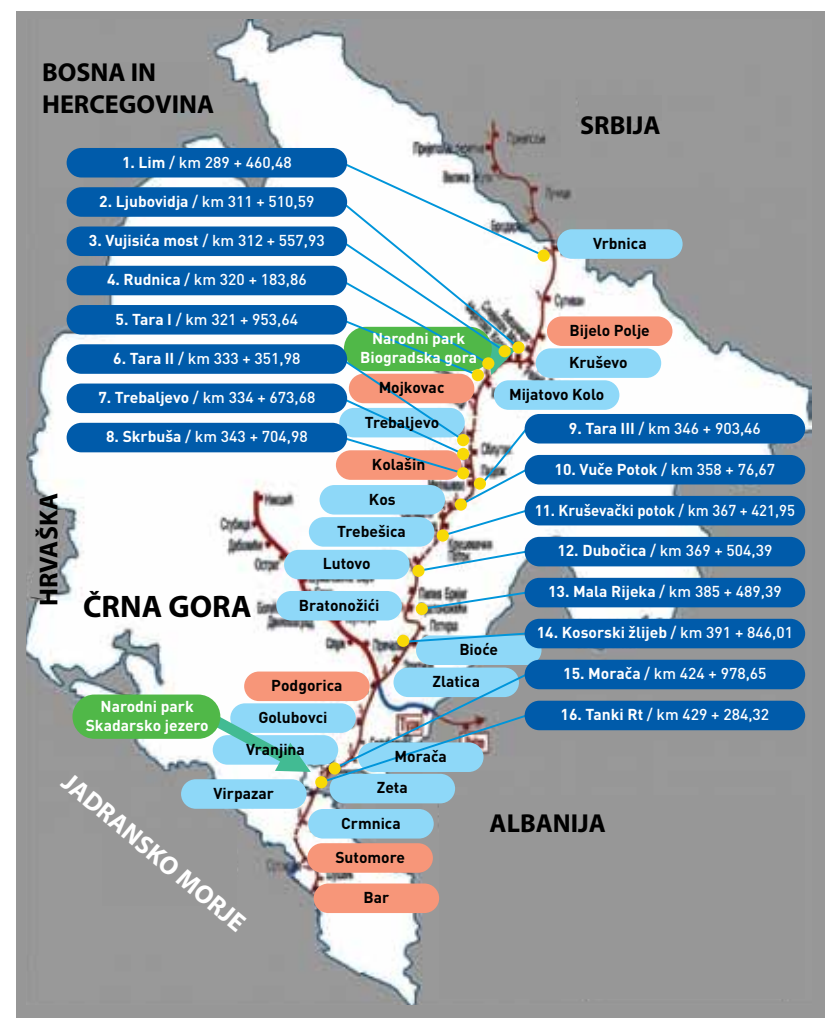 BOSNA IN
HERCEGOVINA
SRBIJA
1. Lim / km 289 + 460,48
2. Ljubovidja / km 311 + 510,59
3. Vujisića most / km 312 + 557,93
4. Rudnica / km 320 + 183,86
5. Tara I / km 321 + 953,64
6. Tara II / km 333 + 351,98
7. Trebaljevo / km 334 + 673,68
8. Skrbuša / km 343 + 704,98
Vrbnica
Bijelo Polje
Narodni park
Biogradska gora
Kruševo
Mojkovac
Mijatovo Kolo
Trebaljevo
Kolašin
Kos
Trebešica
Lutovo
Bratonožići
9. Tara III / km 346 + 903,46
10. Vuče Potok / km 358 + 76,67
11. Kruševački potok / km 367 + 421,95
12. Dubočica / km 369 + 504,39
13. Mala Rijeka / km 385 + 489,39
14. Kosorski žlijeb / km 391 + 846,01
15. Morača / km 424 + 978,65
16. Tanki Rt / km 429 + 284,32
HRVAŠKA
ČRNA GORA
Bioče
Zlatica
Podgorica
Narodni park
Skadarsko jezero
Golubovci
Vranjina
Morača
Virpazar
Zeta
Crmnica
Sutomore
Bar
JADRANSKO MORJE
ALBANIJA